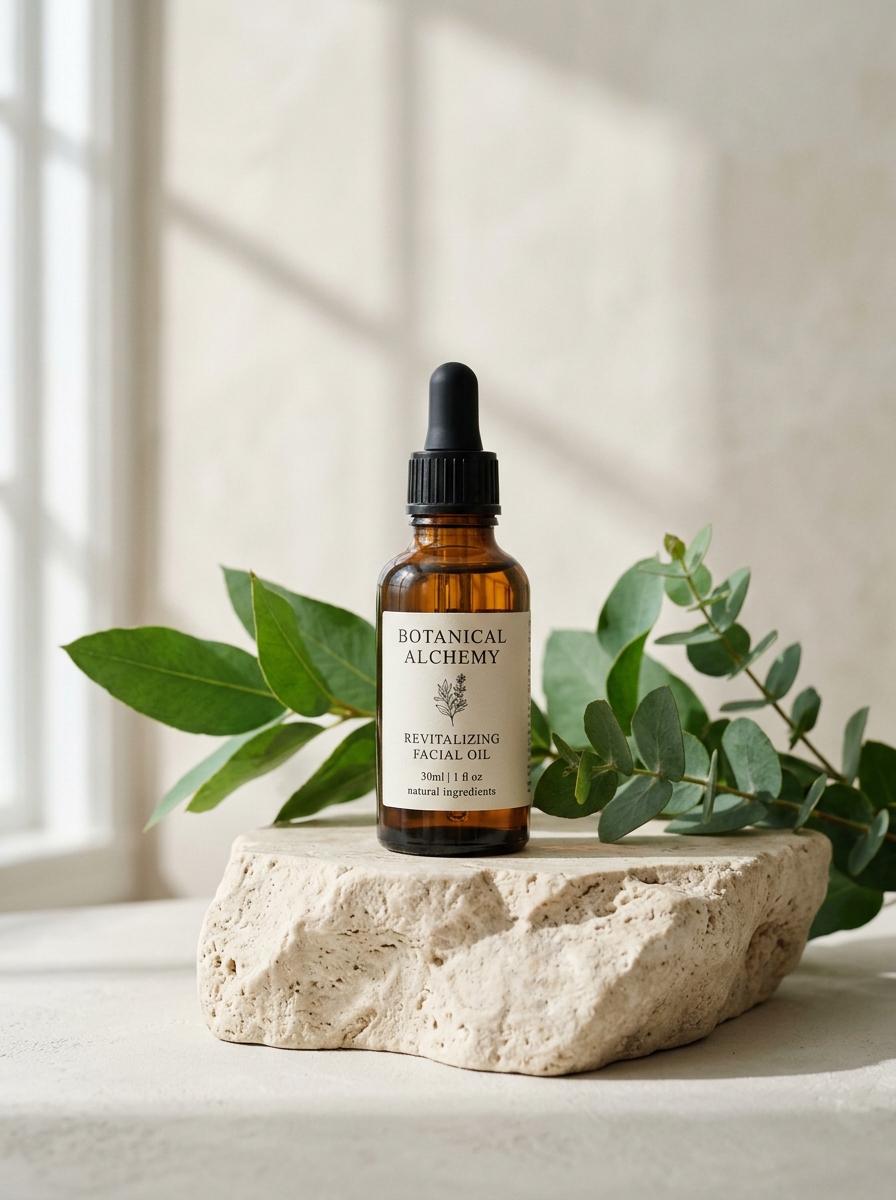 BOTANICAL
ALCHEMY
REVITALIZING
FACIAL OIL
30ml | 1 fl oz
natural ingredients